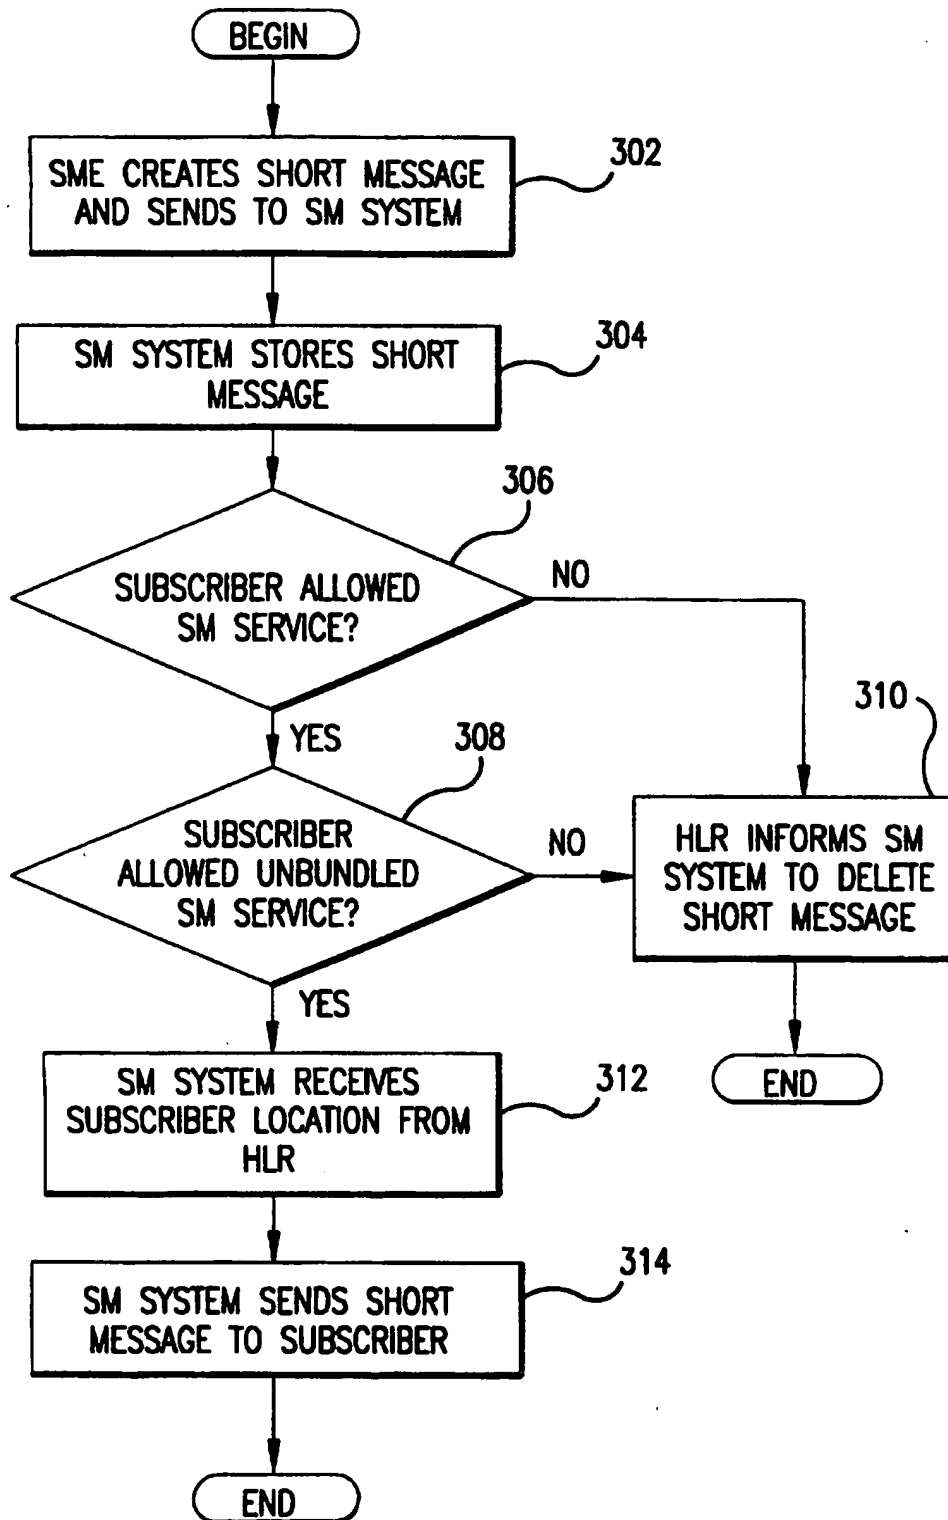 BEGIN
302
SME CREATES SHORT MESSAGE
AND SENDS TO SM SYSTEM
304
SM SYSTEM STORES SHORT
MESSAGE
306
SUBSCRIBER ALLOWED
SM SERVICE?
NO
YES
308
310
SUBSCRIBER
ALLOWED UNBUNDLED
SM SERVICE?
NO
HLR INFORMS SM
SYSTEM TO DELETE
SHORT MESSAGE
YES
END
312
SM SYSTEM RECEIVES
SUBSCRIBER LOCATION FROM
HLR
314
SM SYSTEM SENDS SHORT
MESSAGE TO SUBSCRIBER
END